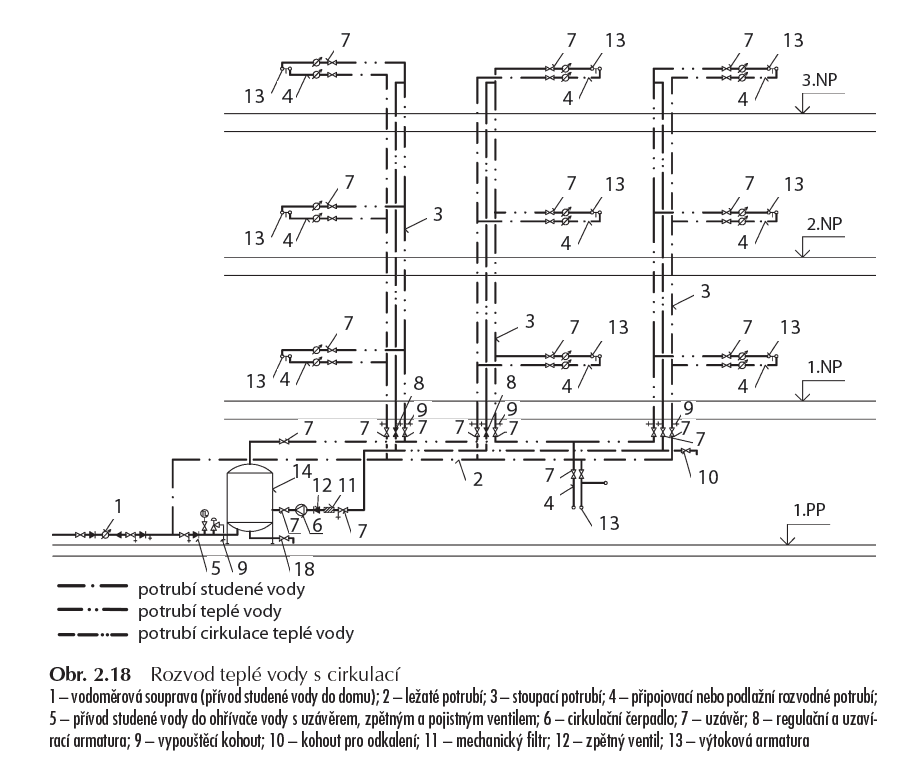 7 7 13 7 13
3.NP
13 4 4 4
7 7 13 7 13
3
2.NP
13 4 4 4
3
7 3 7 13 7 13
1.NP
13 4 4 4
8 8
9 9 9
7 7 7 7 7 7
7
14 2 7 10
12 11 4
1 7 6 7 13
1.PP
5 9 18
potrubí studené vody
potrubí teplé vody
potrubí cirkulace teplé vody
Obr. 2.18 Rozvod teplé vody s cirkulací
1 – vodoměrová souprava (přívod studené vody do domu); 2 – ležaté potrubí; 3 – stoupací potrubí; 4 – připojovací nebo podlažní rozvodné potrubí;
5 – přívod studené vody do ohřívače vody s uzávěrem, zpětným a pojistným ventilem; 6 – cirkulační čerpadlo; 7 – uzávěr; 8 – regulační a uzaví-
rací armatura; 9 – vypouštěcí kohout; 10 – kohout pro odkalení; 11 – mechanický filtr; 12 – zpětný ventil; 13 – výtoková armatura